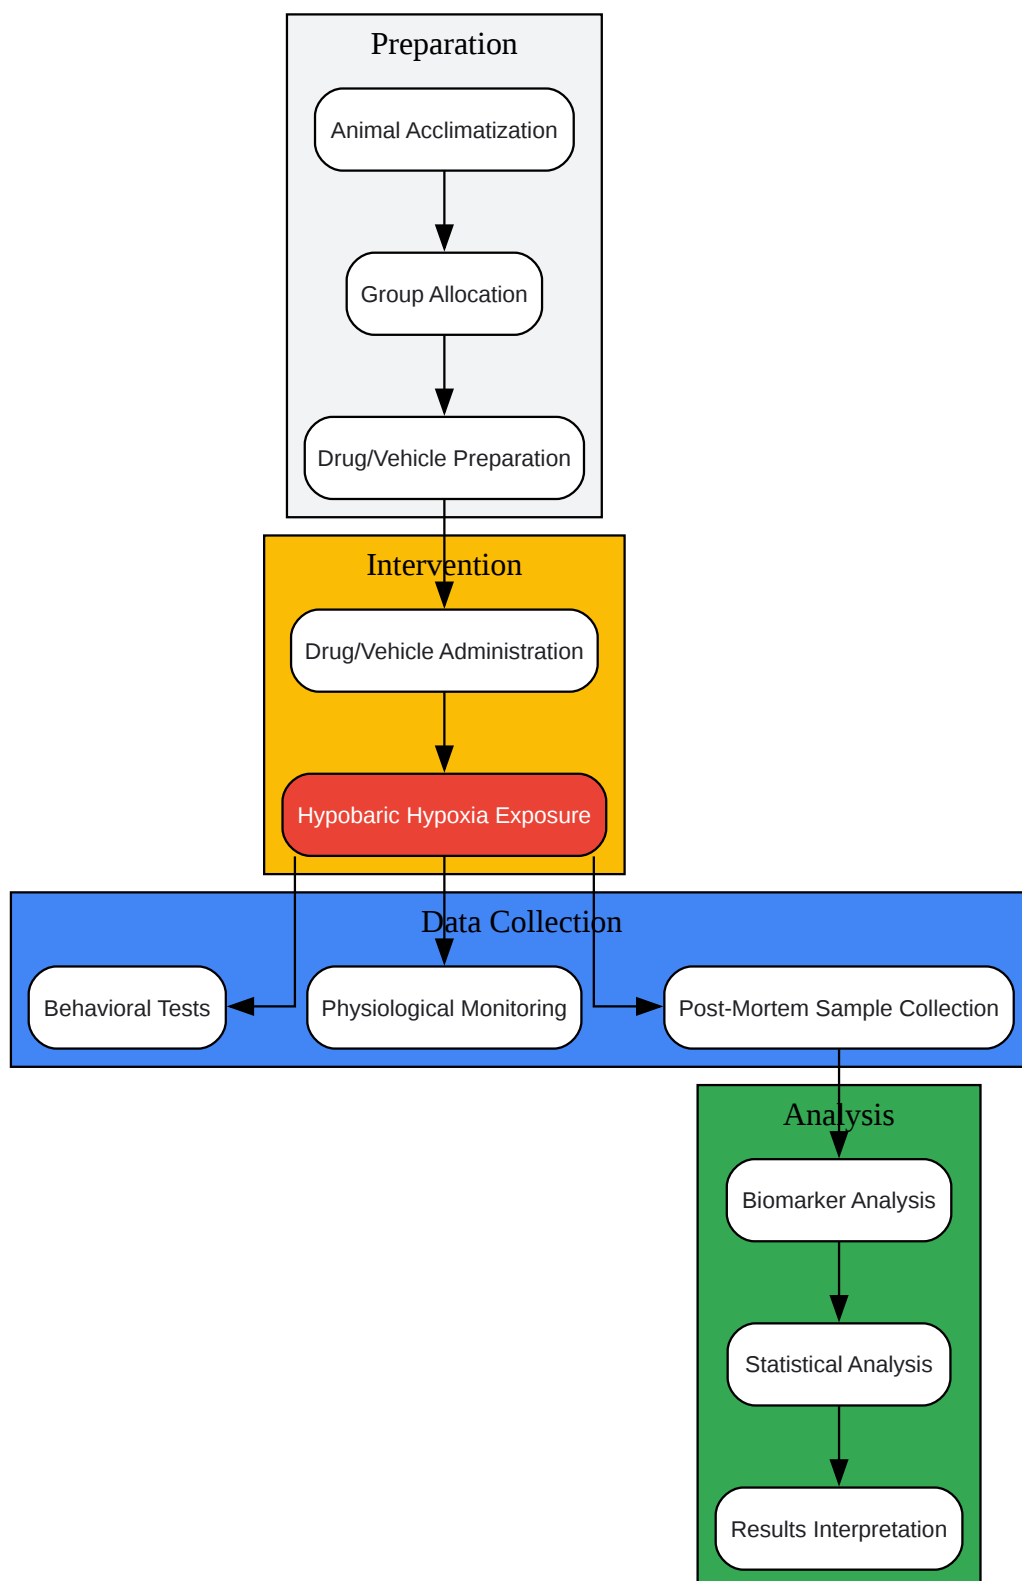 Preparation
Animal Acclimatization
Group Allocation
Drug/Vehicle Preparation
Intervention
Drug/Vehicle Administration
Hypobaric Hypoxia Exposure
Data Collection
Behavioral Tests
Physiological Monitoring
Post-Mortem Sample Collection
Analysis
Biomarker Analysis
Statistical Analysis
Results Interpretation